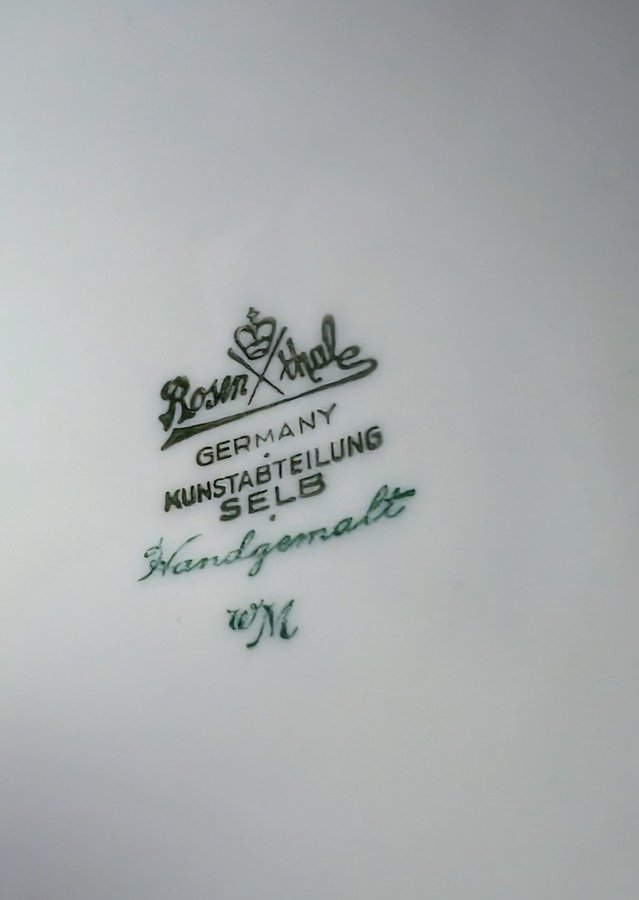 Rosenthal
GERMANY
KUNSTABTEILUNG
SELB
Handgemalt
WM